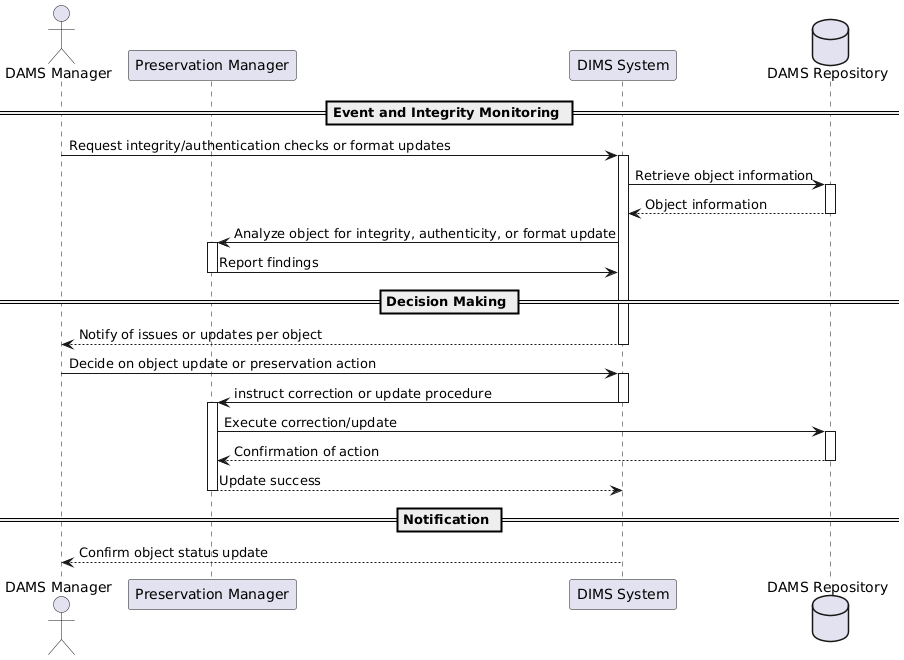 DAMS Manager
Preservation Manager
DIMS System
DAMS Repository
Event and Integrity Monitoring
Request integrity/authentication checks or format updates
Retrieve object information
Object information
Analyze object for integrity, authenticity, or format update
Report findings
Decision Making
Notify of issues or updates per object
Decide on object update or preservation action
instruct correction or update procedure
Execute correction/update
Confirmation of action
Update success
Notification
Confirm object status update
DAMS Manager
Preservation Manager
DIMS System
DAMS Repository